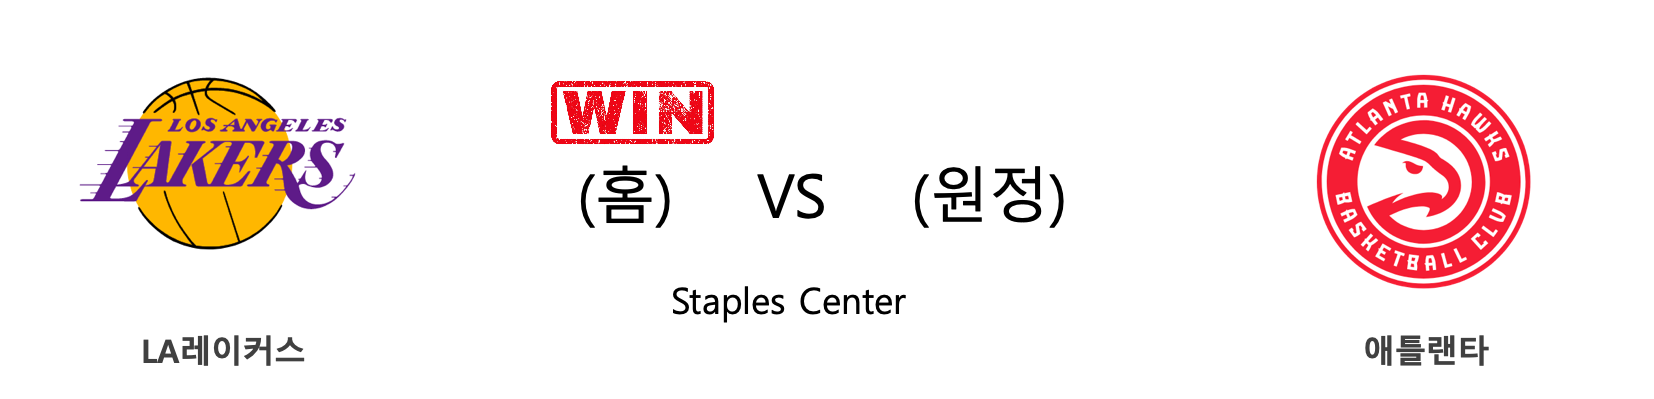 LOS ANGELES
LAKERS
WIN
(홈) VS (원정)
Staples Center
ATLANTA HAWKS
BASKETBALL CLUB
LA레이커스
애틀랜타